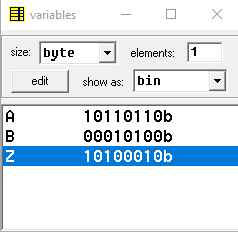 variables
size: byte elements: 1
edit show as: bin
A 10110110b
B 00010100b
Z 10100010b